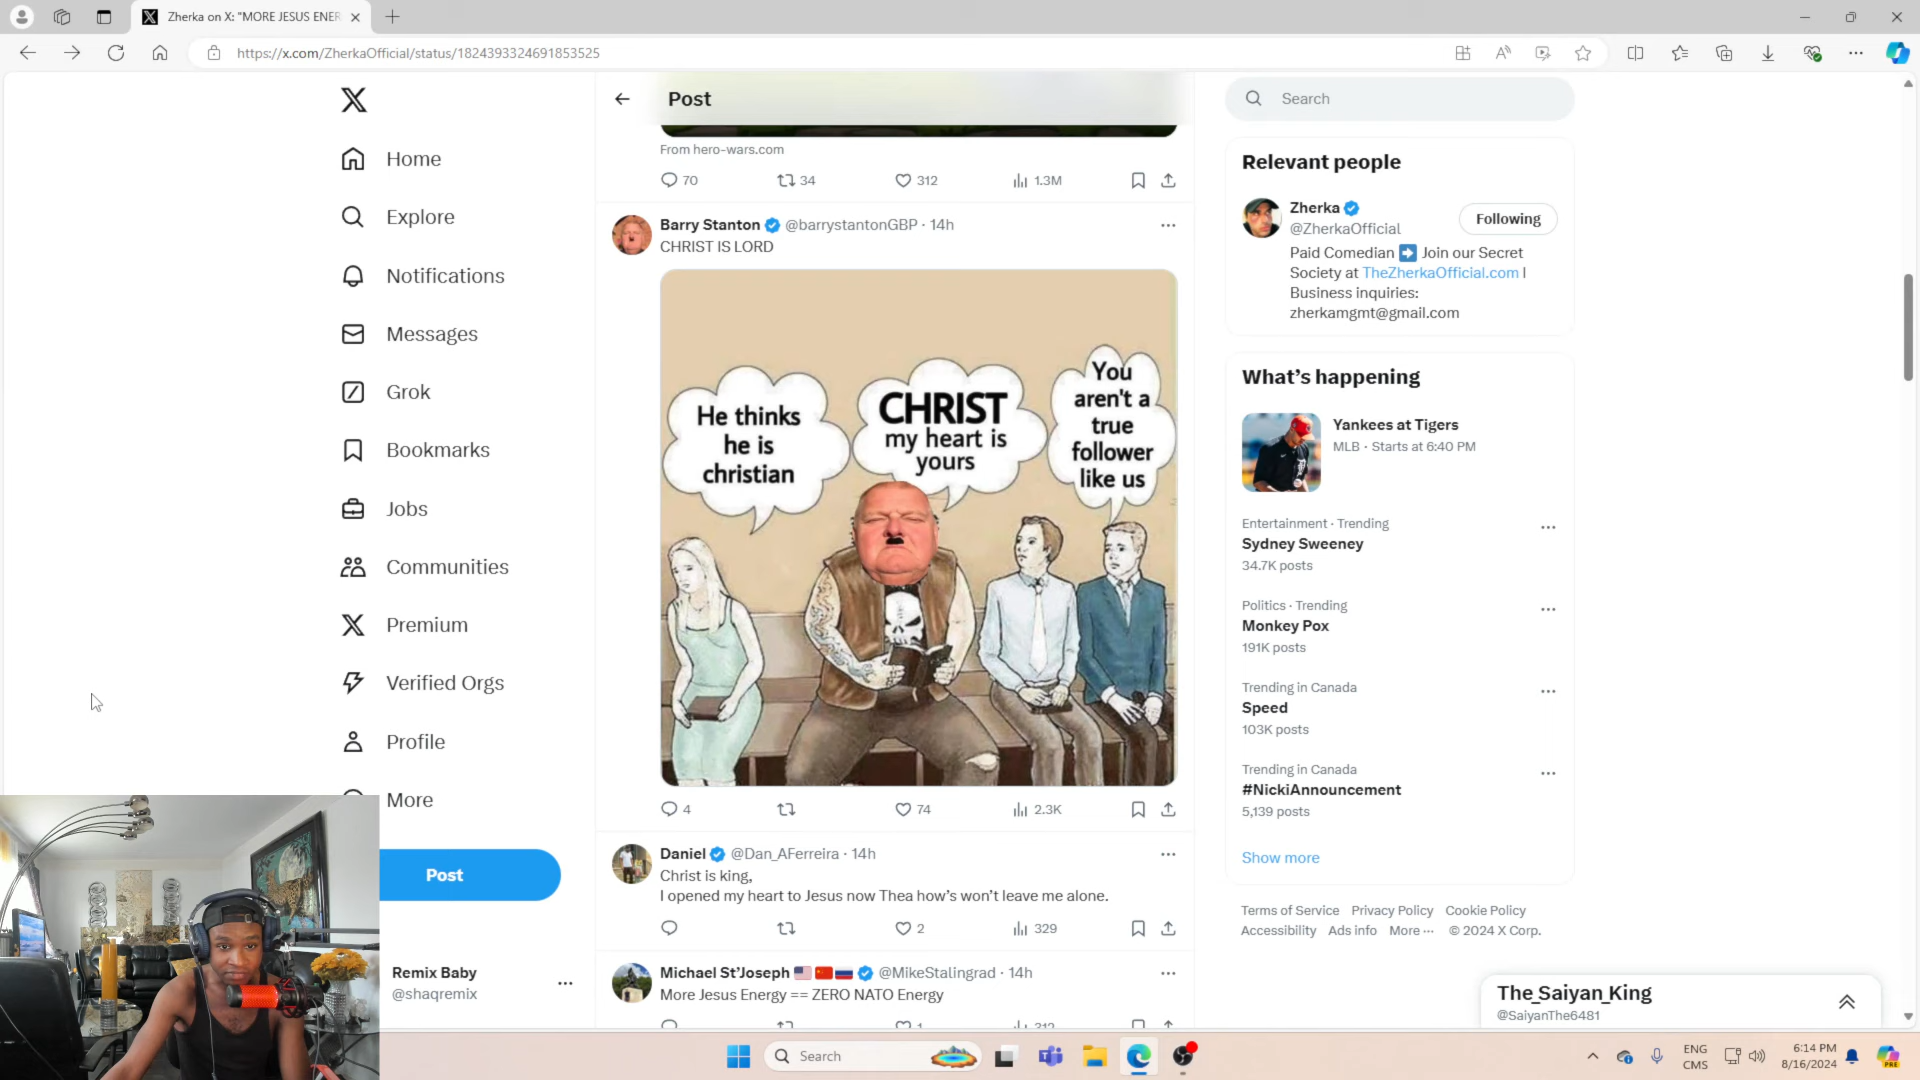 Zherka on X: "MORE JESUS ENER
https://x.com/ZherkaOfficial/status/1824393324691853525
Home
Explore
Notifications
Messages
Grok
Bookmarks
Jobs
Communities
Premium
Verified Orgs
Profile
More
Post
Remix Baby
@shaqremix
Post
From hero-wars.com
70
34
312
1.3M
Barry Stanton @barrystantonGBP · 14h
CHRIST IS LORD
He thinks
he is
christian
CHRIST
my heart is
yours
You
aren't a
true
follower
like us
4
74
2.3K
Daniel @Dan_AFerreira · 14h
Christ is king,
I opened my heart to Jesus now Thea how's won't leave me alone.
2
329
Michael St'Joseph @MikeStalingrad · 14h
More Jesus Energy == ZERO NATO Energy
1
312
Search
Relevant people
Zherka
@ZherkaOfficial
Following
Paid Comedian ➡️ Join our Secret
Society at TheZherkaOfficial.com |
Business inquiries:
zherkamgmt@gmail.com
What's happening
Yankees at Tigers
MLB · Starts at 6:40 PM
Entertainment · Trending
Sydney Sweeney
34.7K posts
Politics · Trending
Monkey Pox
191K posts
Trending in Canada
Speed
103K posts
Trending in Canada
#NickiAnnouncement
5,139 posts
Show more
Terms of Service Privacy Policy Cookie Policy
Accessibility Ads info More ··· © 2024 X Corp.
The_Saiyan_King
@SaiyanThe6481
Search
ENG
CMS
6:14 PM
8/16/2024
PRE